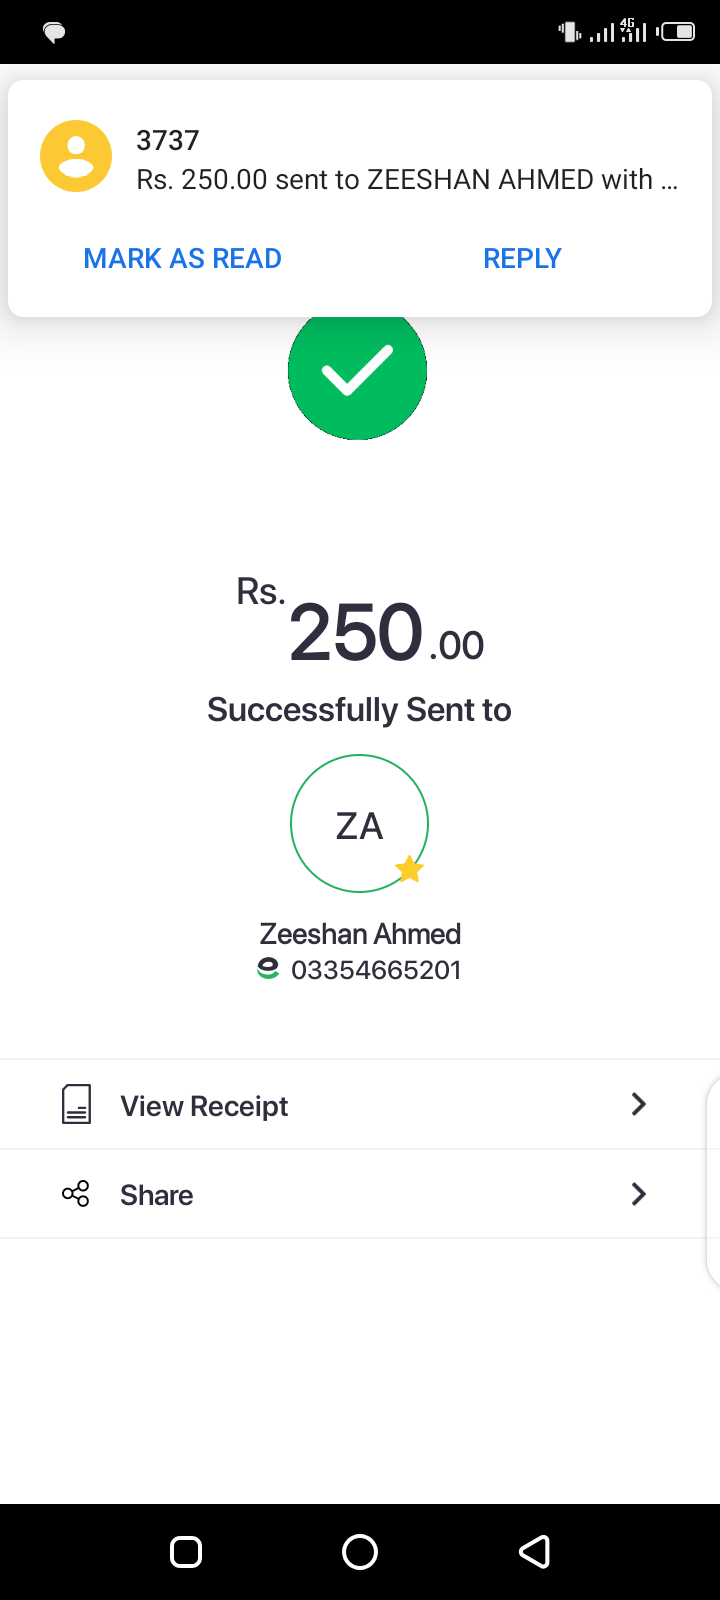 4G
3737
Rs. 250.00 sent to ZEESHAN AHMED with ...
MARK AS READ REPLY
Rs. 250.00
Successfully Sent to
ZA
Zeeshan Ahmed
03354665201
View Receipt
Share